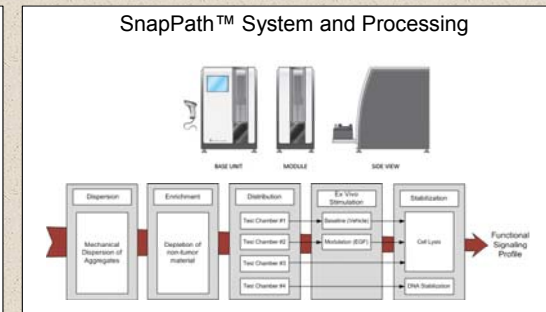 SnapPath™ System and Processing
BASE UNIT
MODULE
SIDE VIEW
Dispersion
Mechanical
Dispersion of
Aggregates
Enrichment
Depletion of
non-tumor
material
Distribution
Test Chamber #1
Test Chamber #2
Test Chamber #3
Test Chamber #4
Ex Vivo
Stimulation
Baseline (Vehicle)
Modulation (EGF)
Stabilization
Cell Lysis
DNA Stabilization
Functional
Signaling
Profile